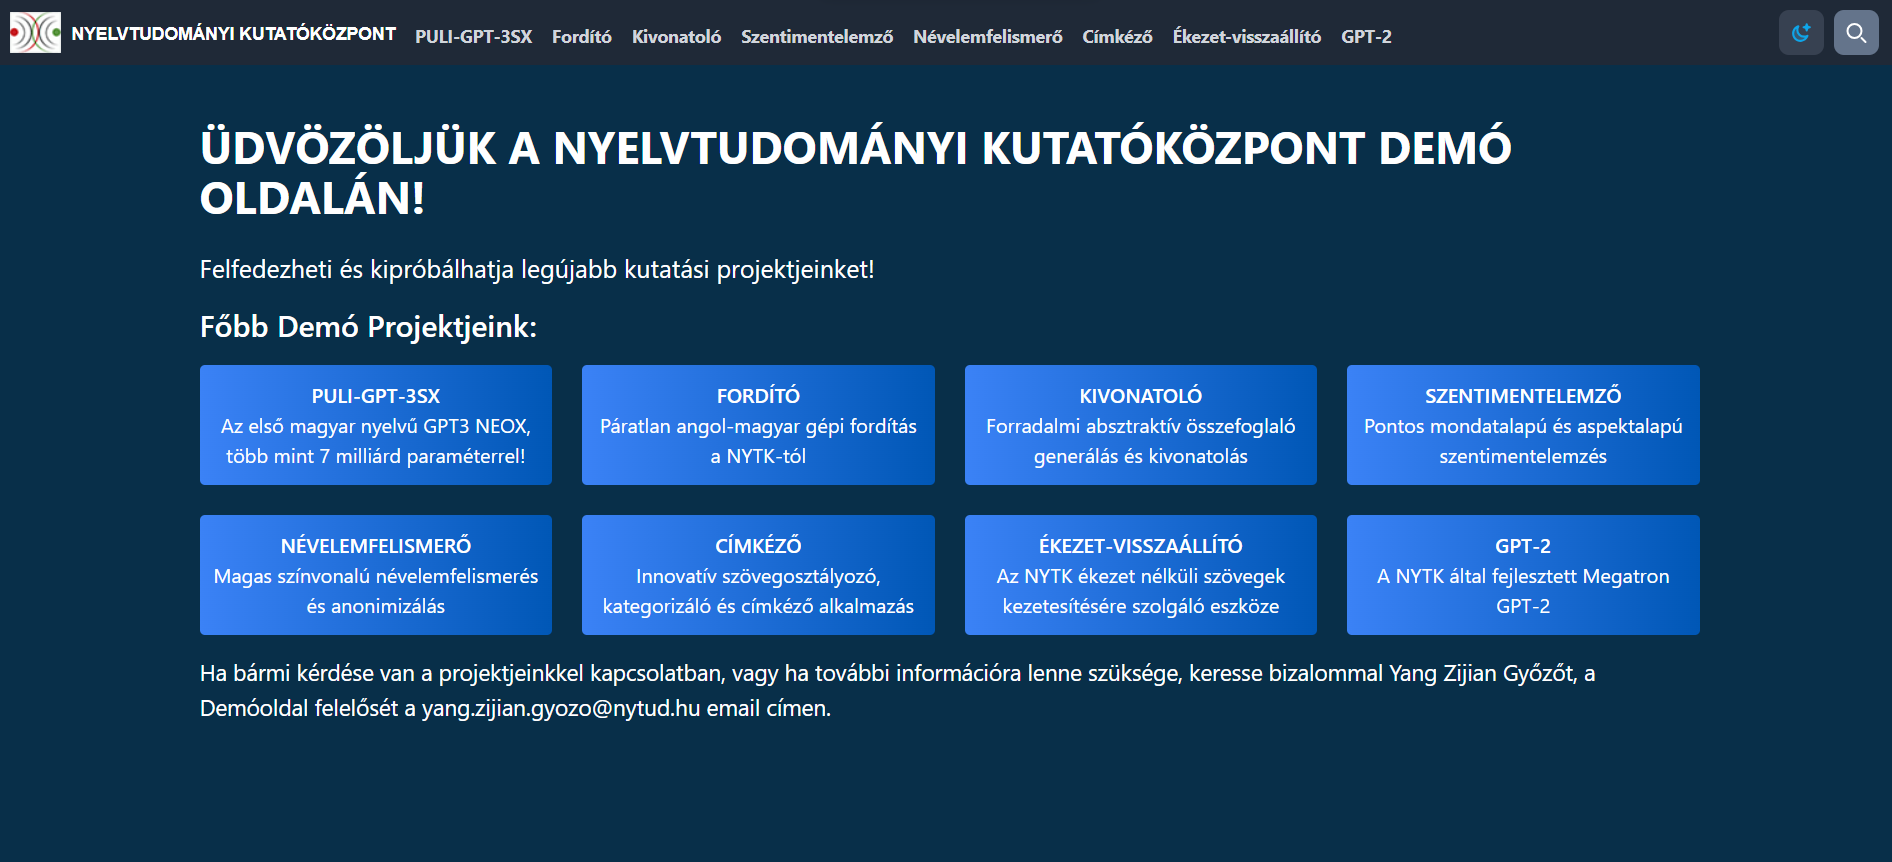 NYELVTUDOMÁNYI KUTATÓKÖZPONT PULI-GPT-3SX Fordító Kivonatoló Szentimentelemző Névelemfelismerő Címkéző Ékezet-visszaállító GPT-2
ÜDVÖZÖLJÜK A NYELVTUDOMÁNYI KUTATÓKÖZPONT DEMÓ
OLDALÁN!
Felfedezheti és kipróbálhatja legújabb kutatási projektjeinket!
Főbb Demó Projektjeink:
PULI-GPT-3SX
Az első magyar nyelvű GPT3 NEOX,
több mint 7 milliárd paraméterrel!
FORDÍTÓ
Páratlan angol-magyar gépi fordítás
a NYTK-tól
KIVONATOLÓ
Forradalmi absztraktív összefoglaló
generálás és kivonatolás
SZENTIMENTELEMZŐ
Pontos mondatalapú és aspektalapú
szentimentelemzés
NÉVELEMFELISMERŐ
Magas színvonalú névelemfelismerés
és anonimizálás
CÍMKÉZŐ
Innovatív szövegosztályozó,
kategorizáló és címkéző alkalmazás
ÉKEZET-VISSZAÁLLÍTÓ
Az NYTK ékezet nélküli szövegek
kezetesítésére szolgáló eszköze
GPT-2
A NYTK által fejlesztett Megatron
GPT-2
Ha bármi kérdése van a projektjeinkkel kapcsolatban, vagy ha további információra lenne szüksége, keresse bizalommal Yang Zijian Győzőt, a
Demóoldal felelősét a yang.zijian.gyozo@nytud.hu email címen.